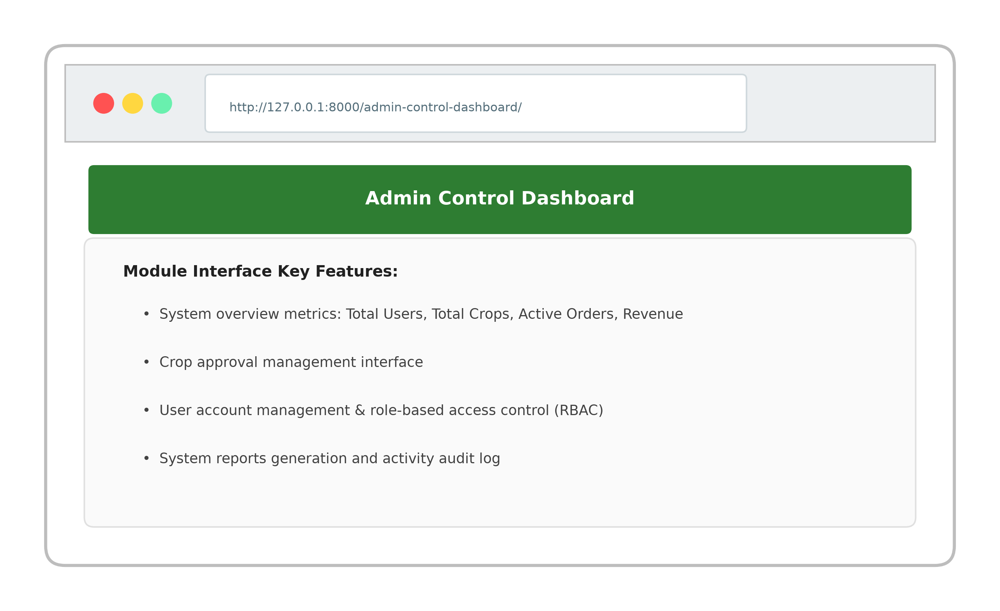 http://127.0.0.1:8000/admin-control-dashboard/
Admin Control Dashboard
Module Interface Key Features:
• System overview metrics: Total Users, Total Crops, Active Orders, Revenue
• Crop approval management interface
• User account management & role-based access control (RBAC)
• System reports generation and activity audit log